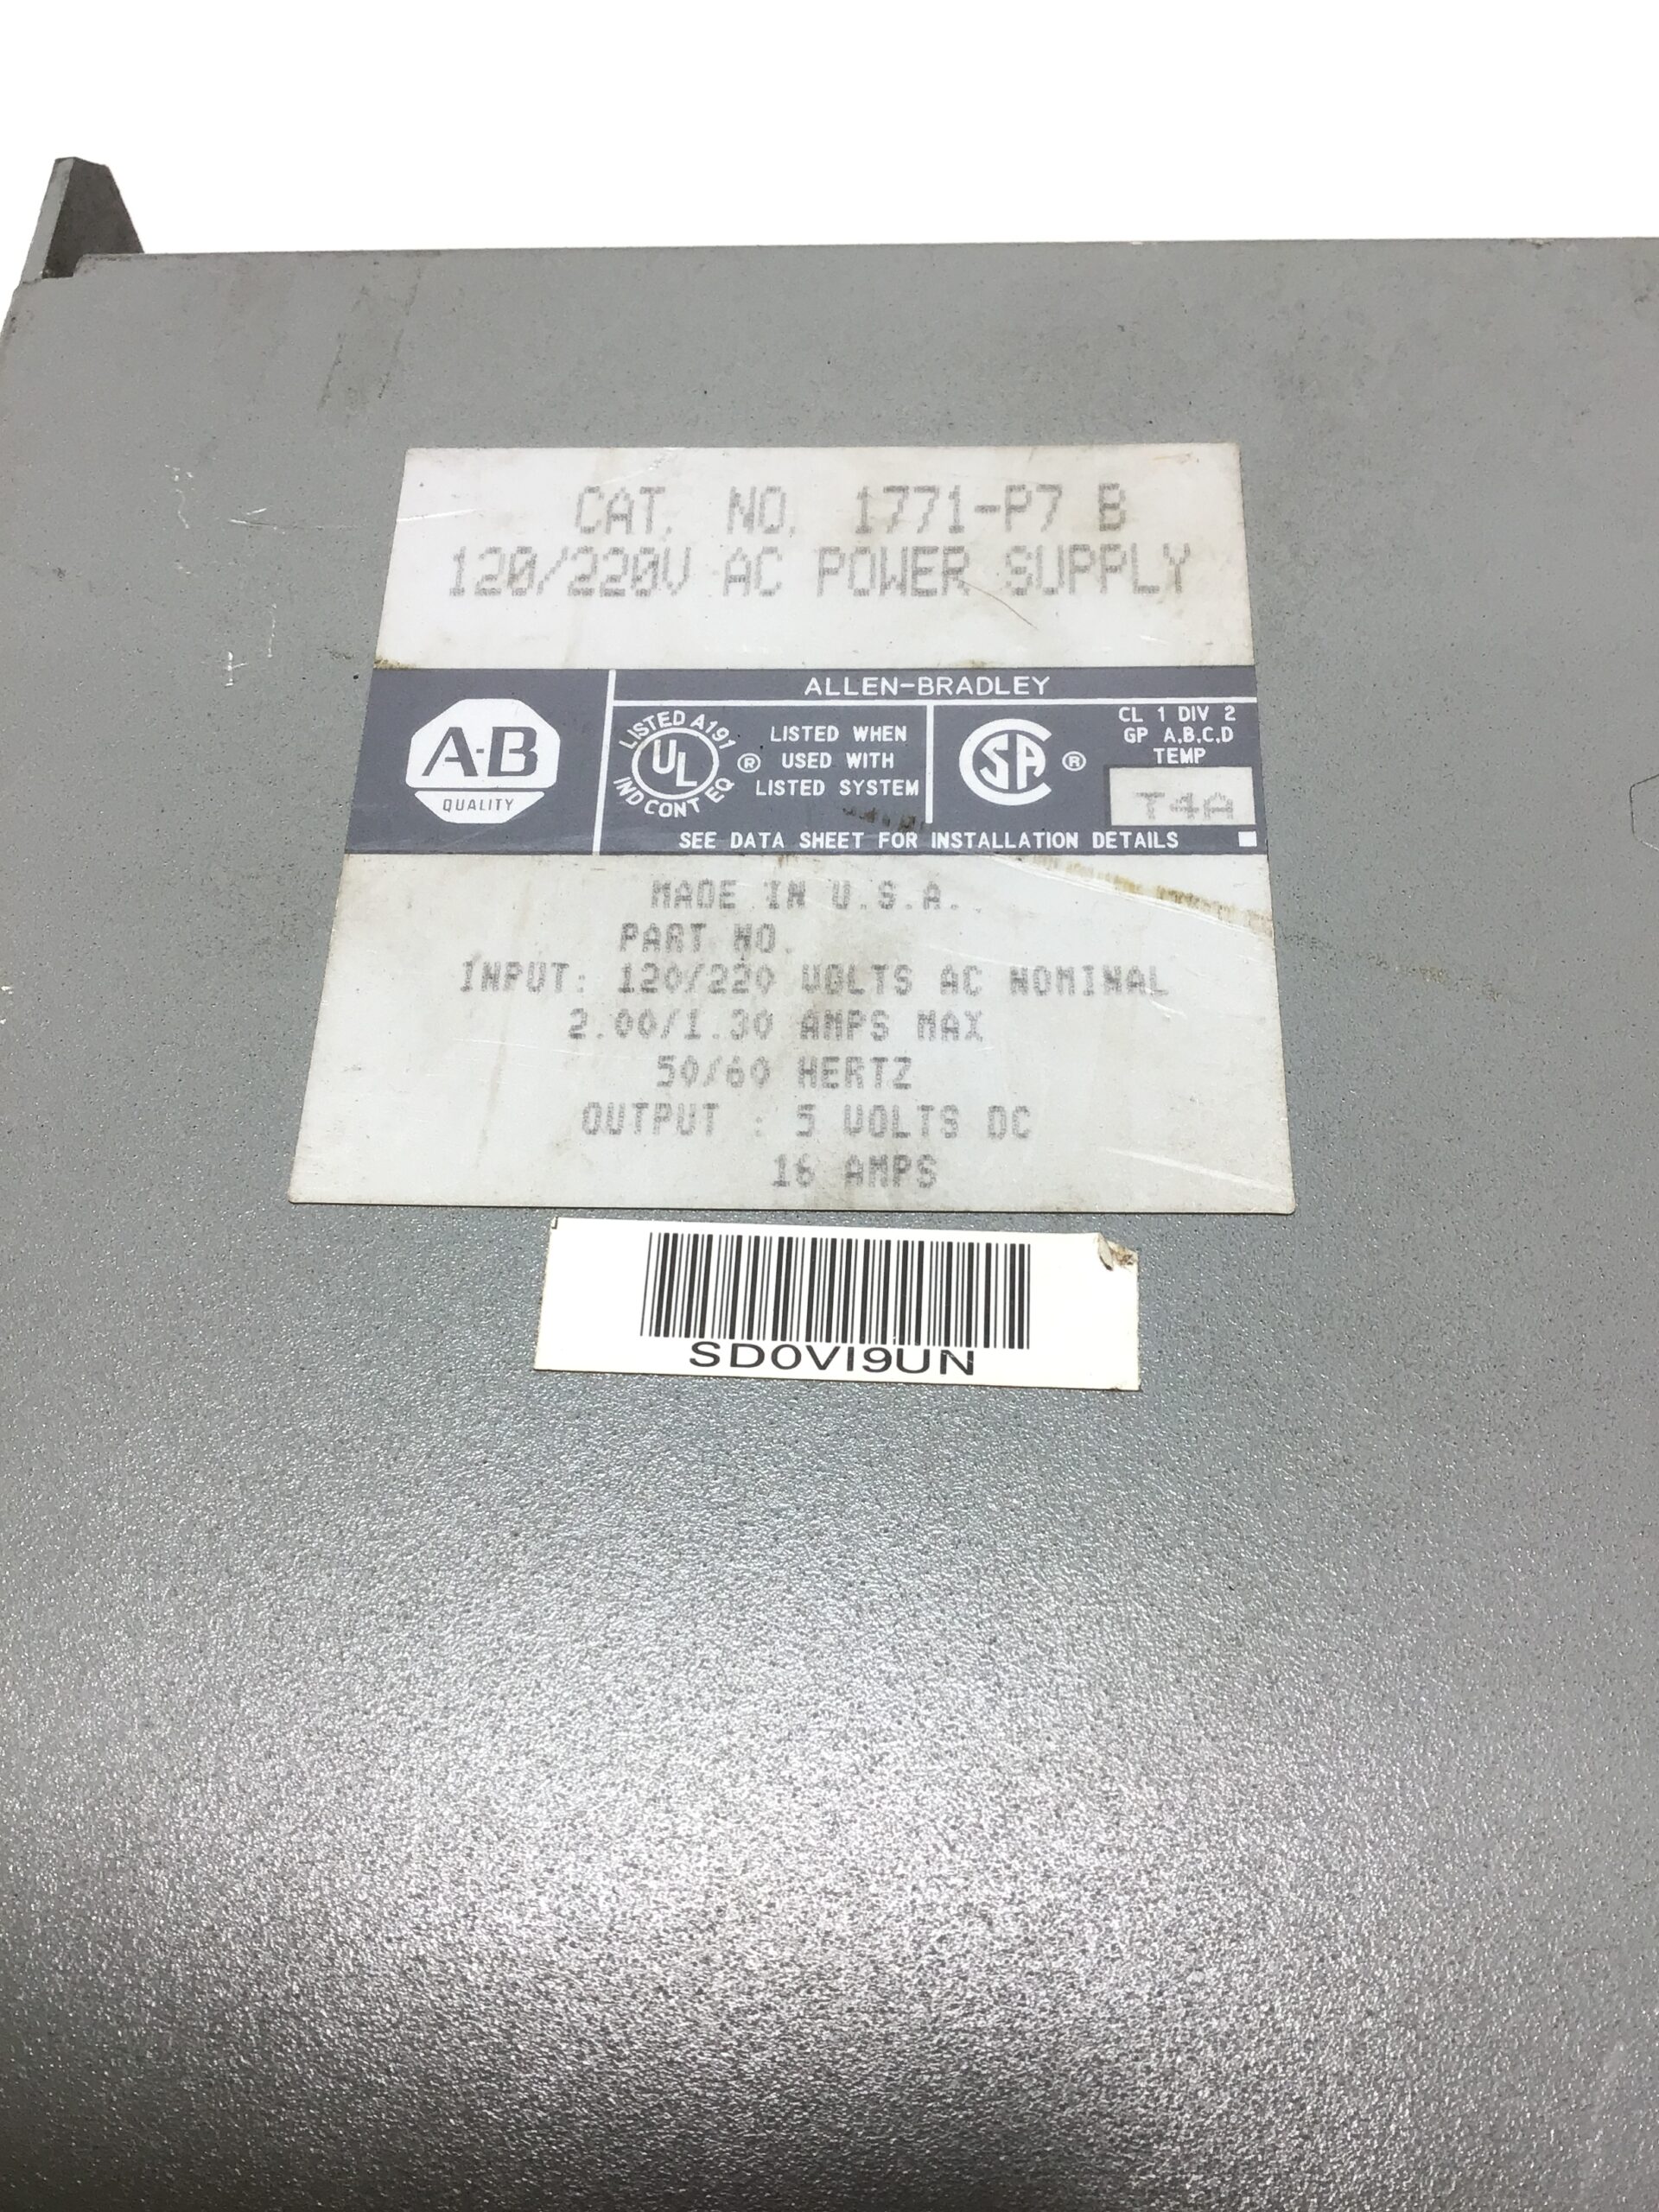 CAT. NO. 1771-P7 B
120/220V AC POWER SUPPLY
ALLEN-BRADLEY
A-B
QUALITY
LISTED A191
UL
IND CONT EQ
®
LISTED WHEN
USED WITH
LISTED SYSTEM
CSA ®
CL 1 DIV 2
GP A,B,C,D
TEMP
T4A
SEE DATA SHEET FOR INSTALLATION DETAILS
MADE IN U.S.A.
PART NO.
INPUT: 120/220 VOLTS AC NOMINAL
2.00/1.30 AMPS MAX
50/60 HERTZ
OUTPUT : 5 VOLTS DC
16 AMPS
SD0VI9UN